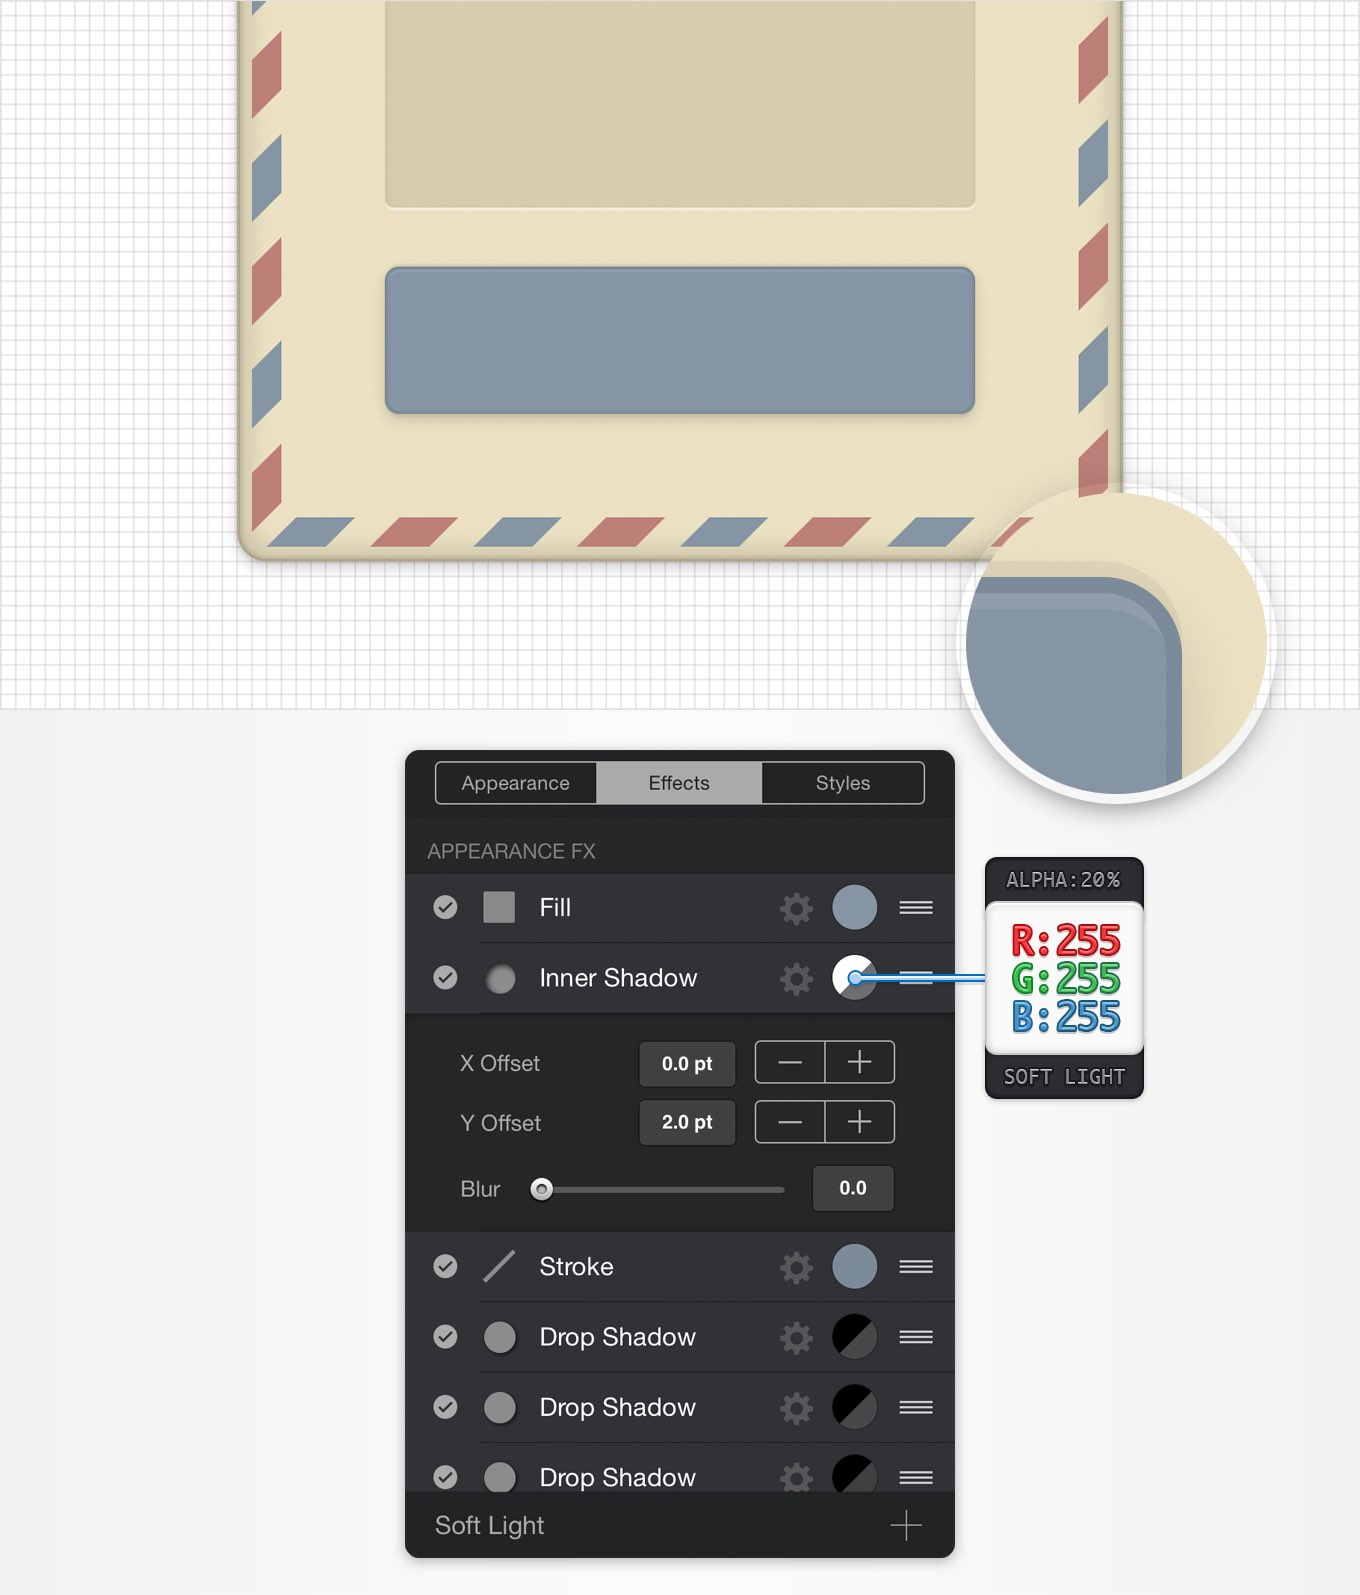 Appearance
Effects
Styles
APPEARANCE FX
Fill
Inner Shadow
X Offset 0.0 pt
Y Offset 2.0 pt
Blur 0.0
Stroke
Drop Shadow
Drop Shadow
Drop Shadow
Soft Light
ALPHA:20%
R:255
G:255
B:255
SOFT LIGHT